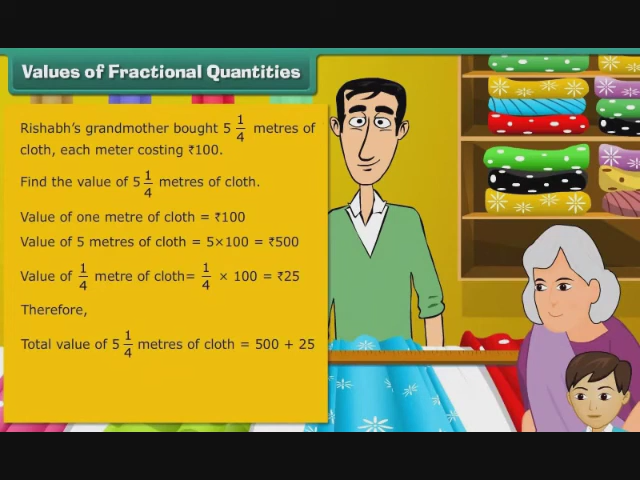 Values of Fractional Quantities
Rishabh's grandmother bought 5 1/4 metres of
cloth, each meter costing ₹100.
Find the value of 5 1/4 metres of cloth.
Value of one metre of cloth = ₹100
Value of 5 metres of cloth = 5×100 = ₹500
Value of 1/4 metre of cloth= 1/4 × 100 = ₹25
Therefore,
Total value of 5 1/4 metres of cloth = 500 + 25